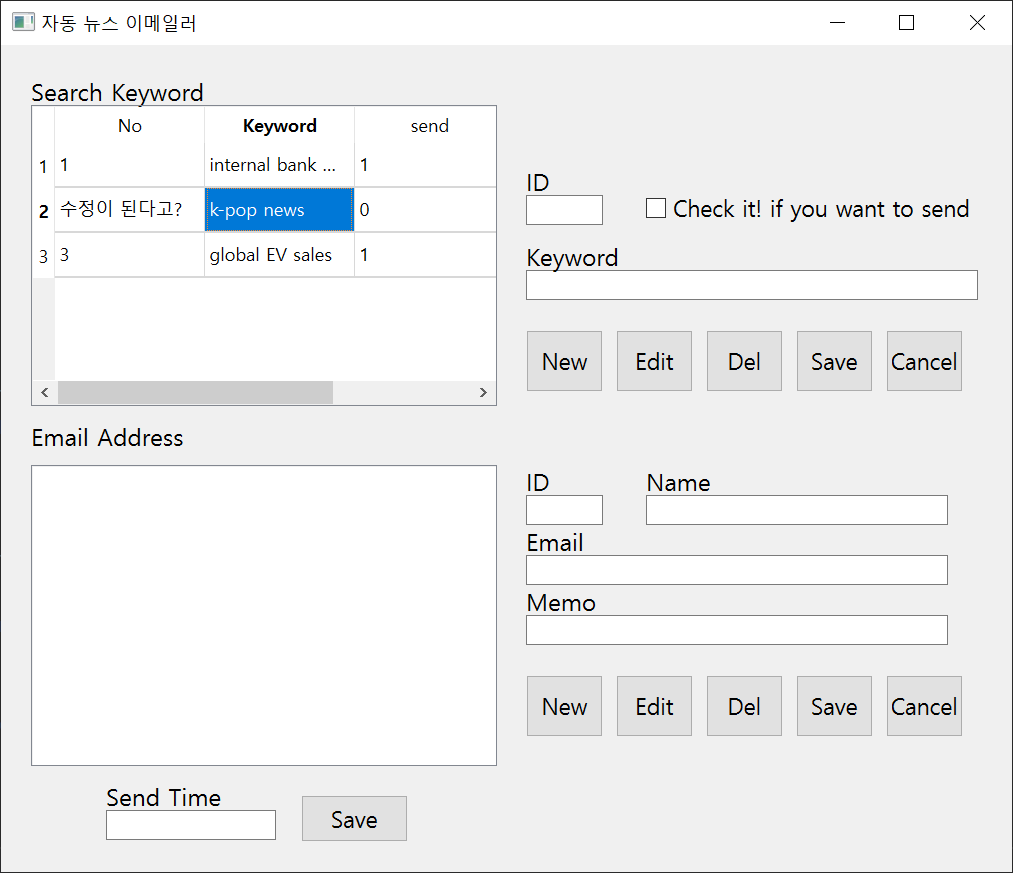 자동 뉴스 이메일러
Search Keyword
No Keyword send
1 1 internal bank ... 1
2 수정이 된다고? k-pop news 0
3 3 global EV sales 1
ID
Check it! if you want to send
Keyword
New Edit Del Save Cancel
Email Address
ID Name
Email
Memo
New Edit Del Save Cancel
Send Time
Save